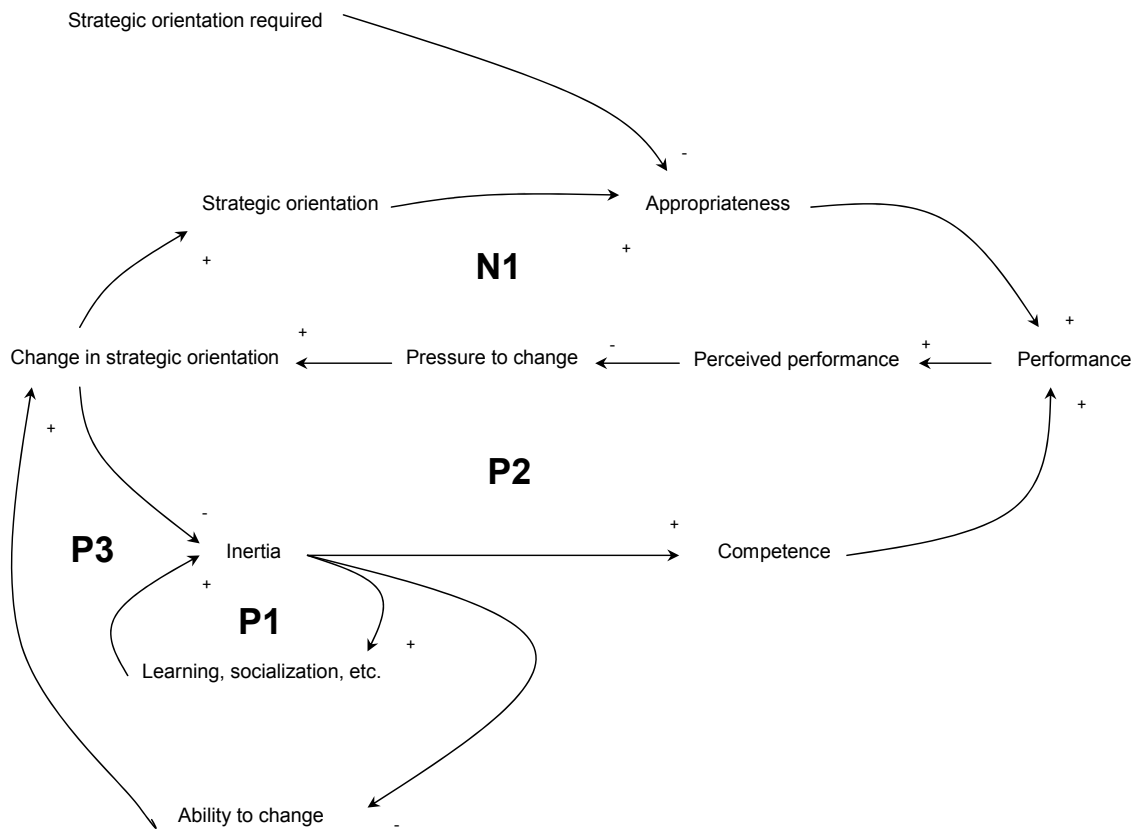 Strategic orientation required
-
Strategic orientation
Appropriateness
+
+
N1
+
Change in strategic orientation
+
Pressure to change
-
Perceived performance
+
Performance
+
+
P2
-
+
P3
Inertia
Competence
+
P1
+
Learning, socialization, etc.
Ability to change
-